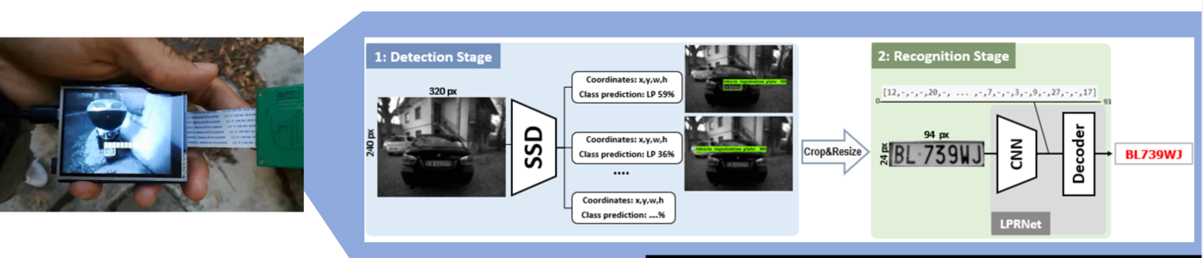 1: Detection Stage
320 px
240 px
SSD
Coordinates: x,y,w,h
Class prediction: LP 59%
Coordinates: x,y,w,h
Class prediction: LP 36%
....
Coordinates: x,y,w,h
Class prediction: ....%
Crop&Resize
2: Recognition Stage
[12,-,-,-,20,-, ... ,-,7,-,-,3,-,9,-,27,-,-,17]
0
93
94 px
24 px
BL·739WJ
CNN
Decoder
LPRNet
BL739WJ